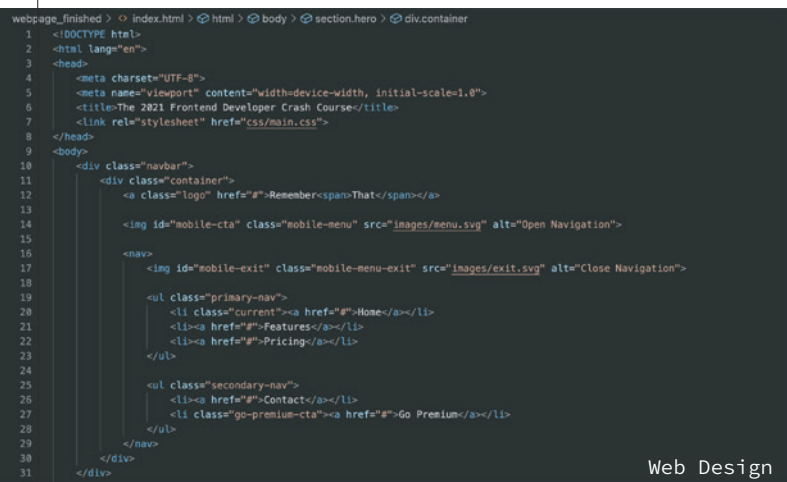 webpage_finished > index.html > html > body > section.hero > div.container
1 <!DOCTYPE html>
2 <html lang="en">
3 <head>
4 <meta charset="UTF-8">
5 <meta name="viewport" content="width=device-width, initial-scale=1.0">
6 <title>The 2021 Frontend Developer Crash Course</title>
7 <link rel="stylesheet" href="css/main.css">
8 </head>
9 <body>
10 <div class="navbar">
11 <div class="container">
12 <a class="logo" href="#">Remember<span>That</span></a>
13
14 <img id="mobile-cta" class="mobile-menu" src="images/menu.svg" alt="Open Navigation">
15
16 <nav>
17 <img id="mobile-exit" class="mobile-menu-exit" src="images/exit.svg" alt="Close Navigation">
18
19 <ul class="primary-nav">
20 <li class="current"><a href="#">Home</a></li>
21 <li><a href="#">Features</a></li>
22 <li><a href="#">Pricing</a></li>
23 </ul>
24
25 <ul class="secondary-nav">
26 <li><a href="#">Contact</a></li>
27 <li class="go-premium-cta"><a href="#">Go Premium</a></li>
28 </ul>
29 </nav>
30 </div>
31 </div>
Web Design